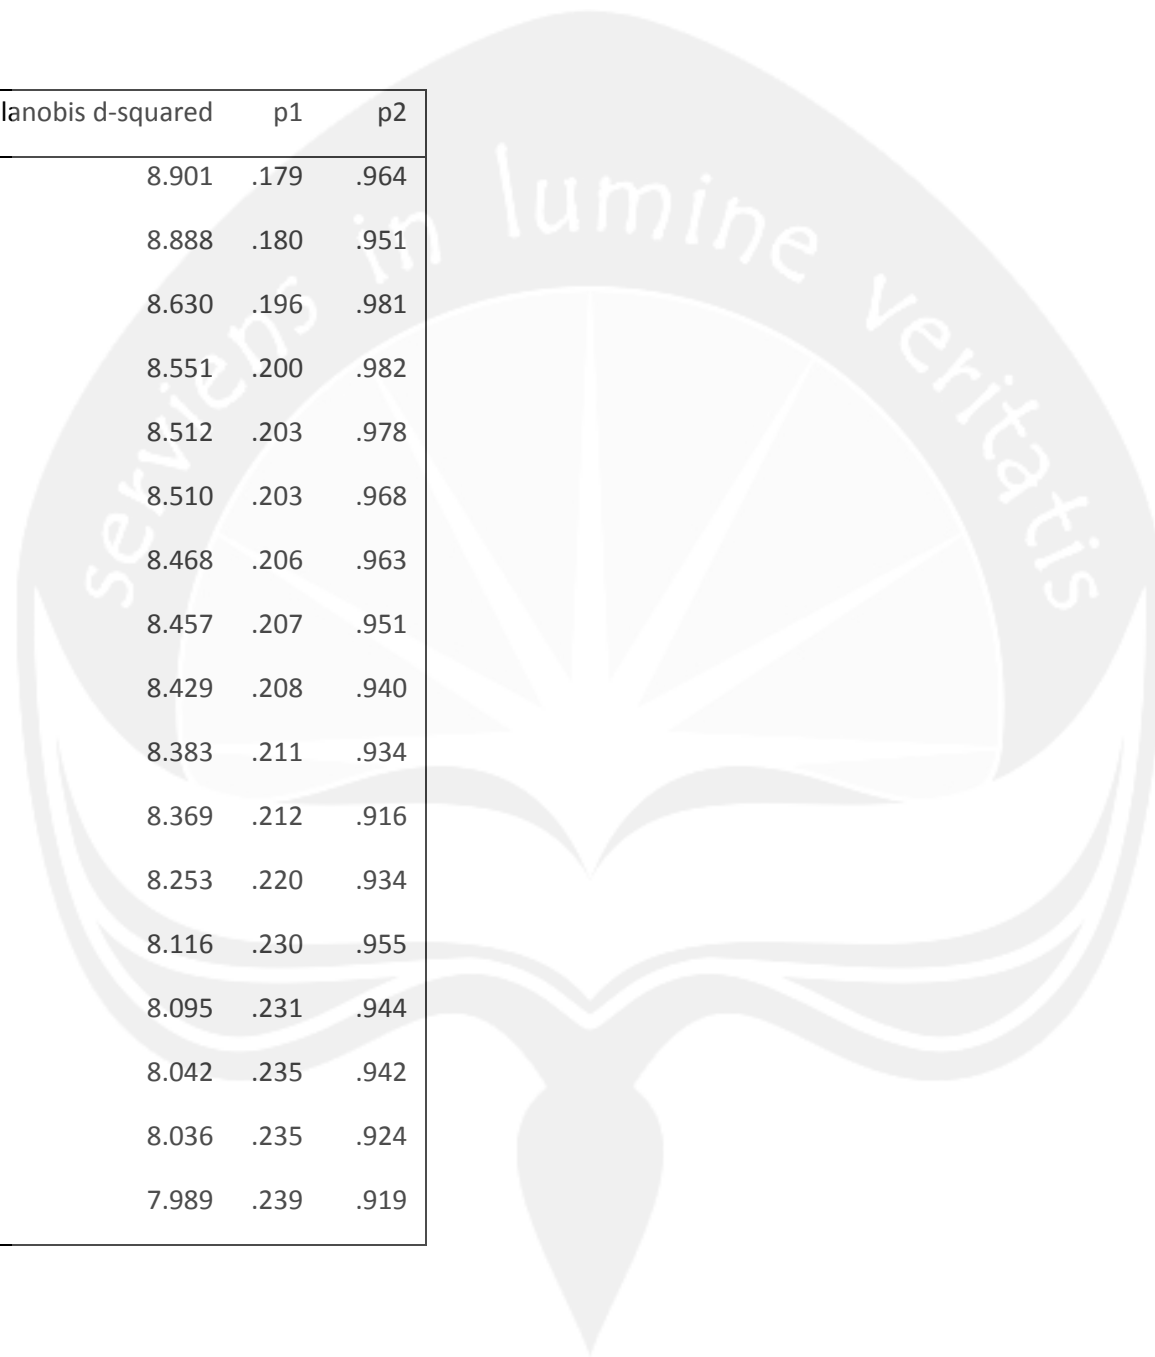 lanobis d-squared p1 p2
8.901 .179 .964
8.888 .180 .951
8.630 .196 .981
8.551 .200 .982
8.512 .203 .978
8.510 .203 .968
8.468 .206 .963
8.457 .207 .951
8.429 .208 .940
8.383 .211 .934
8.369 .212 .916
8.253 .220 .934
8.116 .230 .955
8.095 .231 .944
8.042 .235 .942
8.036 .235 .924
7.989 .239 .919
serviens in lumine veritatis